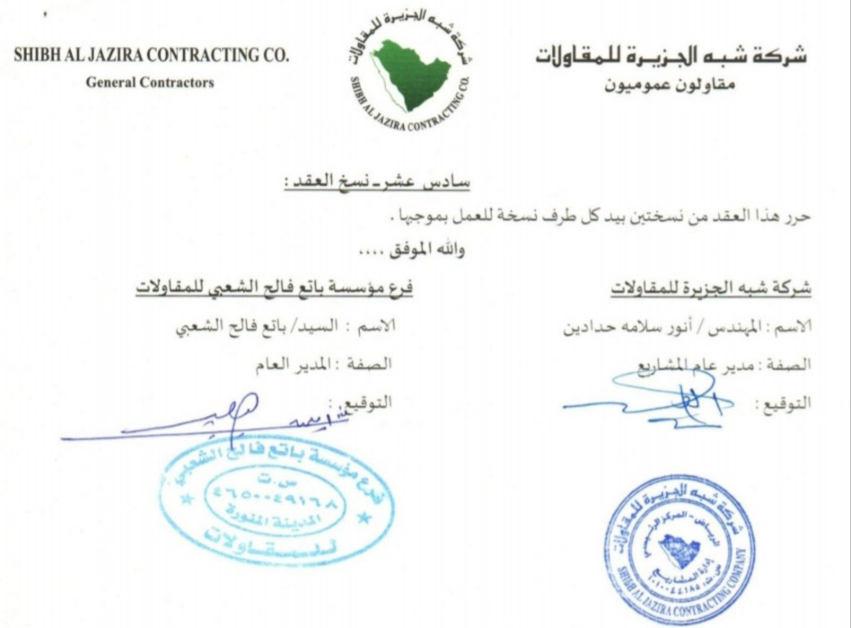 SHIBH AL JAZIRA CONTRACTING CO.
General Contractors
شركة شبه الجزيرة للمقاولات
SHIBH AL JAZIRA CONTRACTING CO.
شركة شبه الجزيرة للمقاولات
مقاولون عموميون
سادس عشر ـ نسخ العقد :
حرر هذا العقد من نسختين بيد كل طرف نسخة للعمل بموجبها .
والله الموفق ....
شركة شبه الجزيرة للمقاولات
الاسم : المهندس / أنور سلامه حدادين
الصفة : مدير عام المشاريع
التوقيع :
فرع مؤسسة باتع فالح الشعبي للمقاولات
الاسم : السيد/ باتع فالح الشعبي
الصفة : المدير العام
التوقيع :
فرع مؤسسة باتع فالح الشعبي
س.ت
٤٦٥٠٠٤٩١٦٨
المدينة المنورة
للمقاولات
شركة شبه الجزيرة للمقاولات
الرياض - المركز الرئيسي
إدارة المشاريع
SHIBH AL JAZIRA CONTRACTING COMPANY